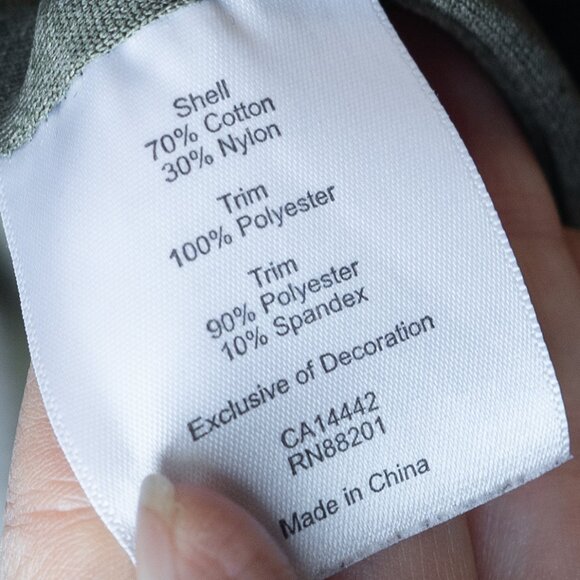 Shell
70% Cotton
30% Nylon
Trim
100% Polyester
Trim
90% Polyester
10% Spandex
Exclusive of Decoration
CA14442
RN88201
Made in China